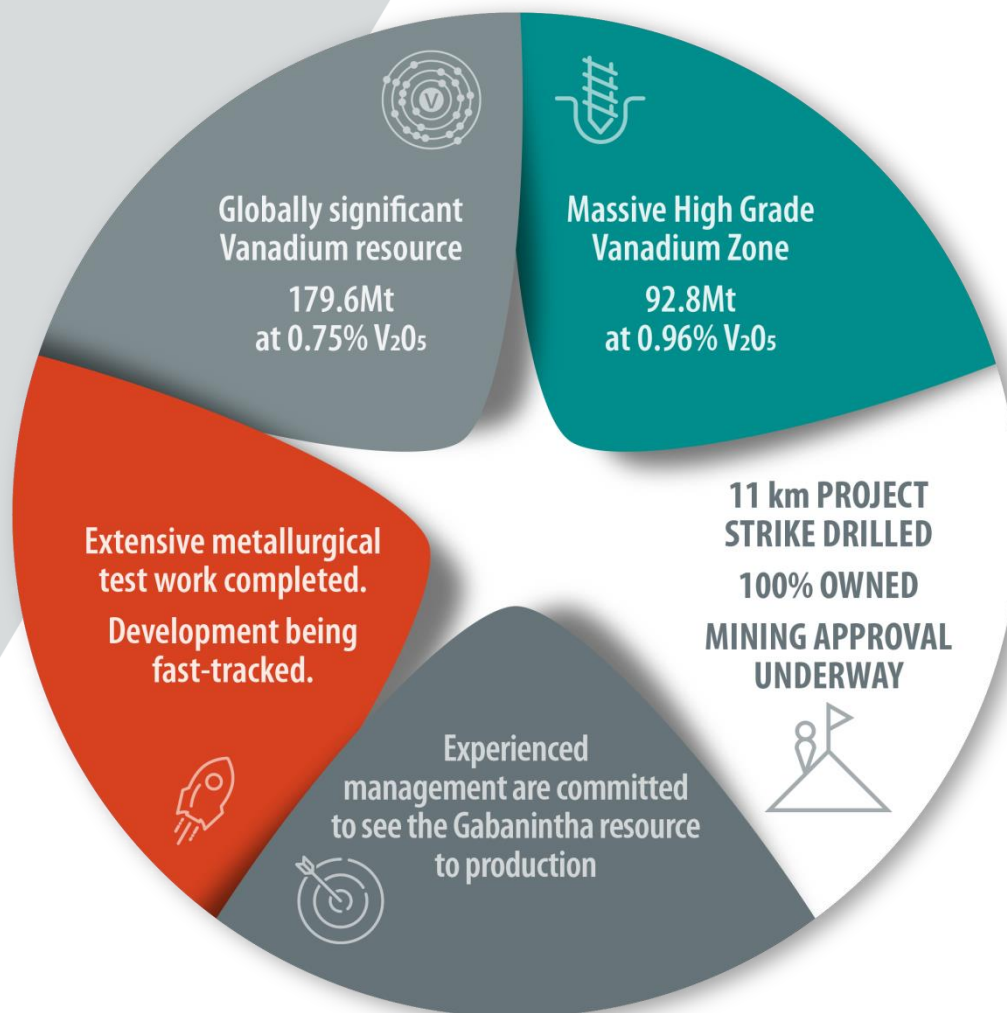 V
Globally significant
Vanadium resource
179.6Mt
at 0.75% V₂0₅
Massive High Grade
Vanadium Zone
92.8Mt
at 0.96% V₂0₅
11 km PROJECT
STRIKE DRILLED
100% OWNED
MINING APPROVAL
UNDERWAY
Experienced
management are committed
to see the Gabanintha resource
to production
Extensive metallurgical
test work completed.
Development being
fast-tracked.